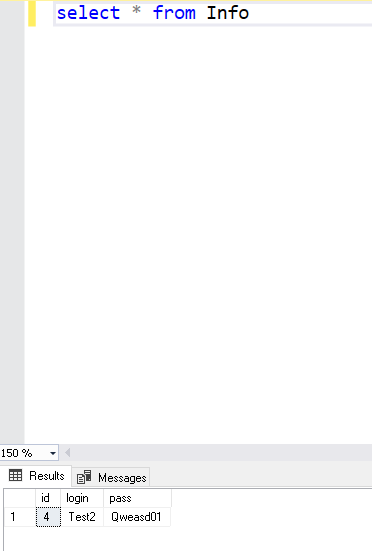 select * from Info
150 %
Results Messages
id login pass
1 4 Test2 Qweasd01